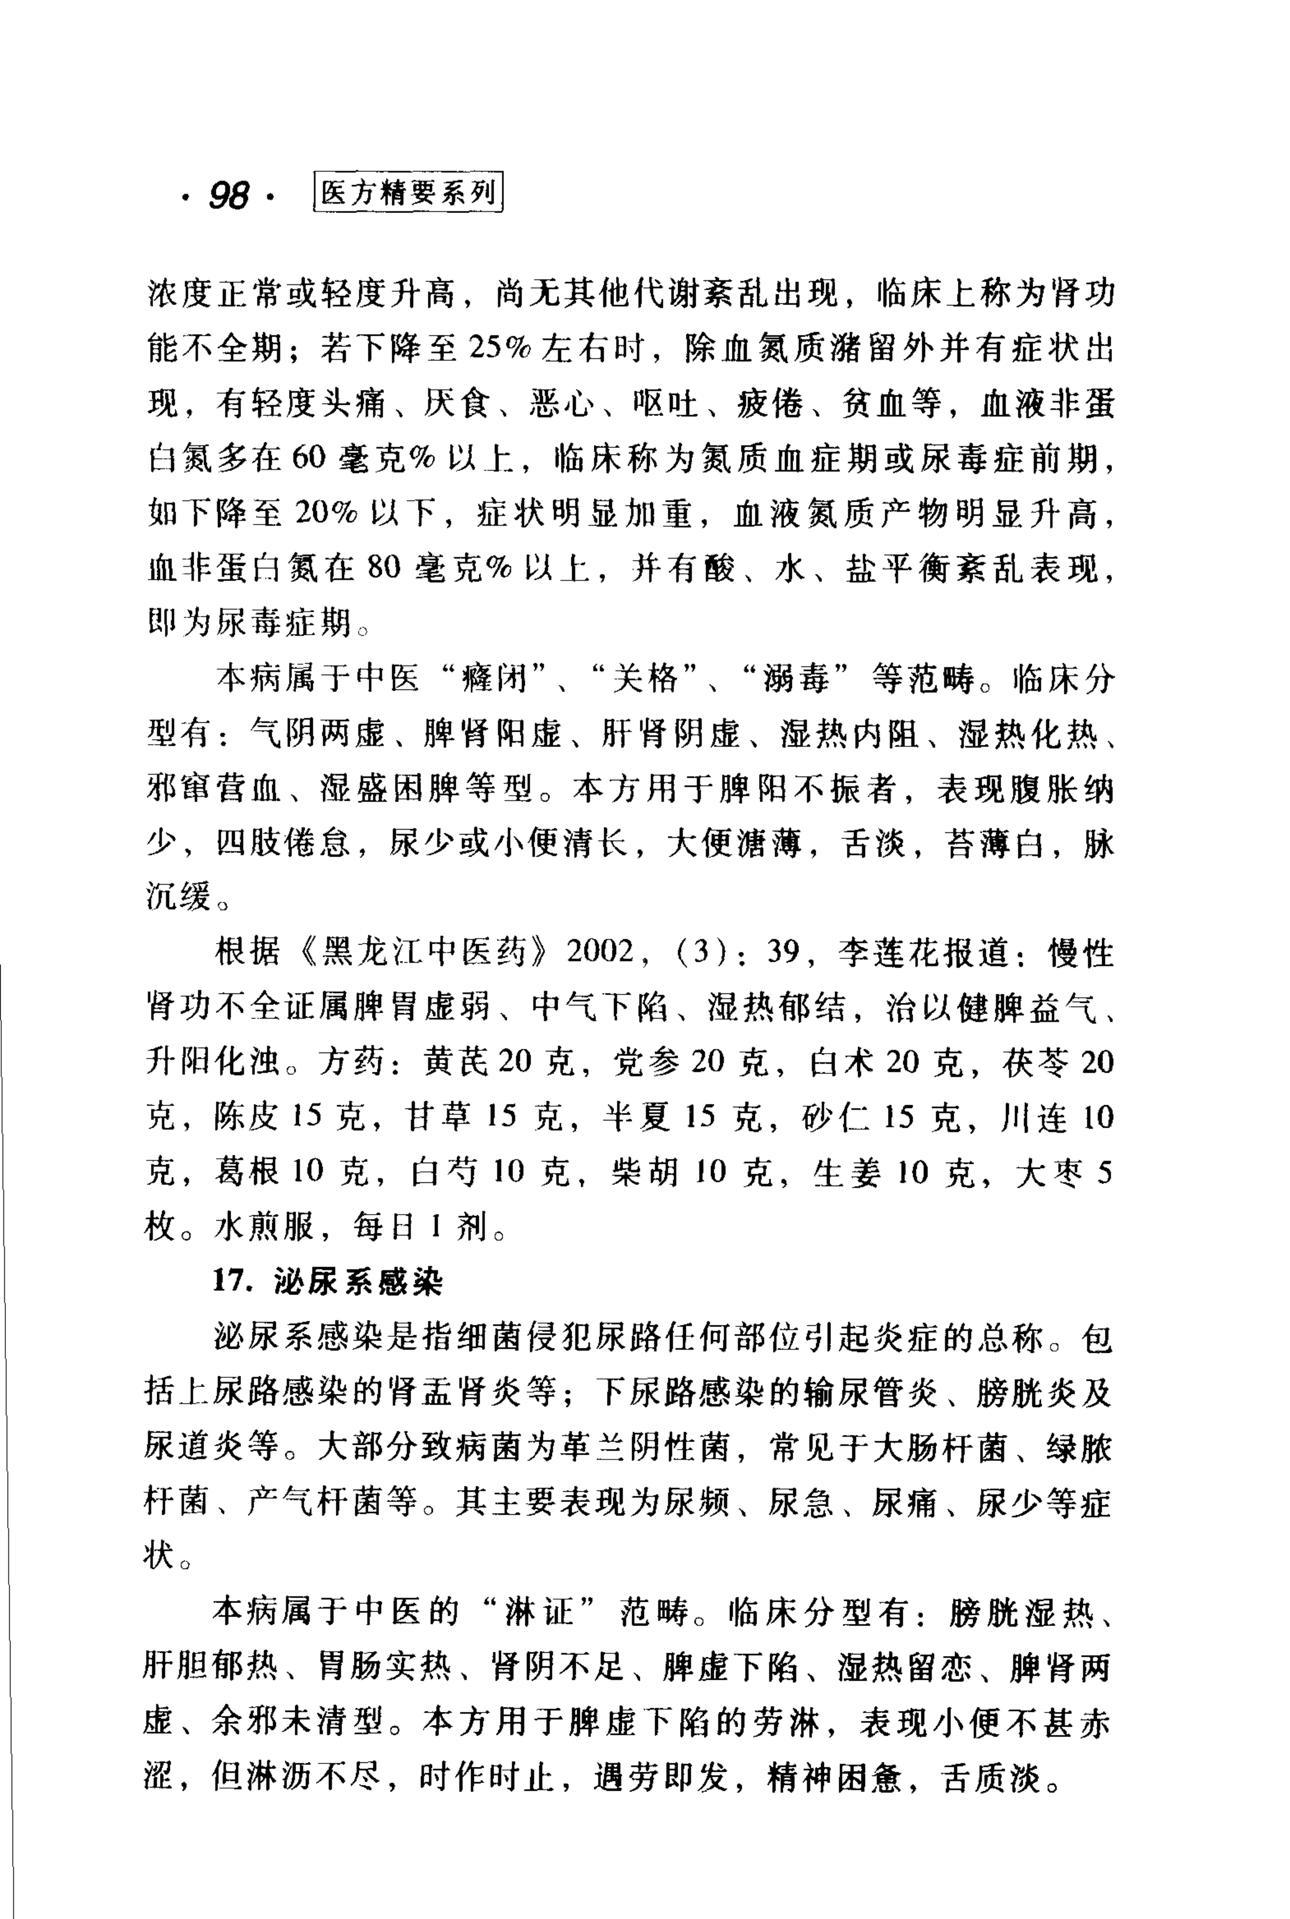 · 98 · 医方精要系列
浓度正常或轻度升高，尚无其他代谢紊乱出现，临床上称为肾功
能不全期；若下降至 25% 左右时，除血氮质潴留外并有症状出
现，有轻度头痛、厌食、恶心、呕吐、疲倦、贫血等，血液非蛋
白氮多在 60 毫克% 以上，临床称为氮质血症期或尿毒症前期，
如下降至 20% 以下，症状明显加重，血液氮质产物明显升高，
血非蛋白氮在 80 毫克% 以上，并有酸、水、盐平衡紊乱表现，
即为尿毒症期。
本病属于中医“癃闭”、“关格”、“溺毒”等范畴。临床分
型有：气阴两虚、脾肾阳虚、肝肾阴虚、湿热内阻、湿热化热、
邪窜营血、湿盛困脾等型。本方用于脾阳不振者，表现腹胀纳
少，四肢倦怠，尿少或小便清长，大便溏薄，舌淡，苔薄白，脉
沉缓。
根据《黑龙江中医药》2002，(3)：39，李莲花报道：慢性
肾功不全证属脾胃虚弱、中气下陷、湿热郁结，治以健脾益气、
升阳化浊。方药：黄芪 20 克，党参 20 克，白术 20 克，茯苓 20
克，陈皮 15 克，甘草 15 克，半夏 15 克，砂仁 15 克，川连 10
克，葛根 10 克，白芍 10 克，柴胡 10 克，生姜 10 克，大枣 5
枚。水煎服，每日 1 剂。
17. 泌尿系感染
泌尿系感染是指细菌侵犯尿路任何部位引起炎症的总称。包
括上尿路感染的肾盂肾炎等；下尿路感染的输尿管炎、膀胱炎及
尿道炎等。大部分致病菌为革兰阴性菌，常见于大肠杆菌、绿脓
杆菌、产气杆菌等。其主要表现为尿频、尿急、尿痛、尿少等症
状。
本病属于中医的“淋证”范畴。临床分型有：膀胱湿热、
肝胆郁热、胃肠实热、肾阴不足、脾虚下陷、湿热留恋、脾肾两
虚、余邪未清型。本方用于脾虚下陷的劳淋，表现小便不甚赤
涩，但淋沥不尽，时作时止，遇劳即发，精神困惫，舌质淡。